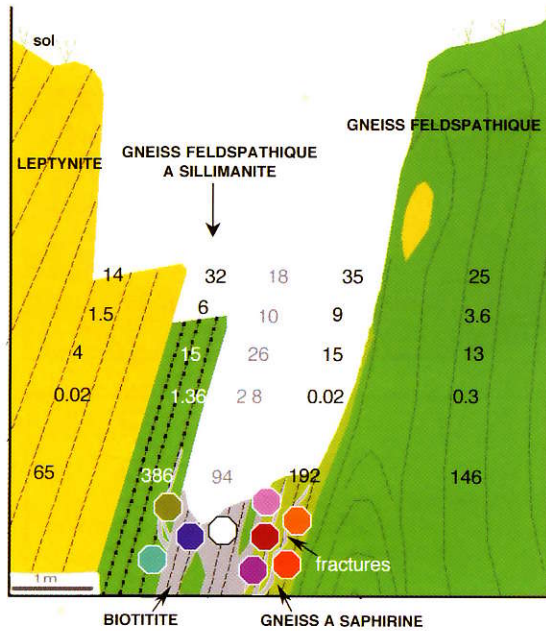 sol
GNEISS FELDSPATHIQUE
LEPTYNITE
GNEISS FELDSPATHIQUE
A SILLIMANITE
14 32 18 35 25
1.5 6 10 9 3.6
4 15 26 15 13
0.02 1.36 2 8 0.02 0.3
65 386 94 192 146
fractures
1m
BIOTITITE GNEISS A SAPHIRINE